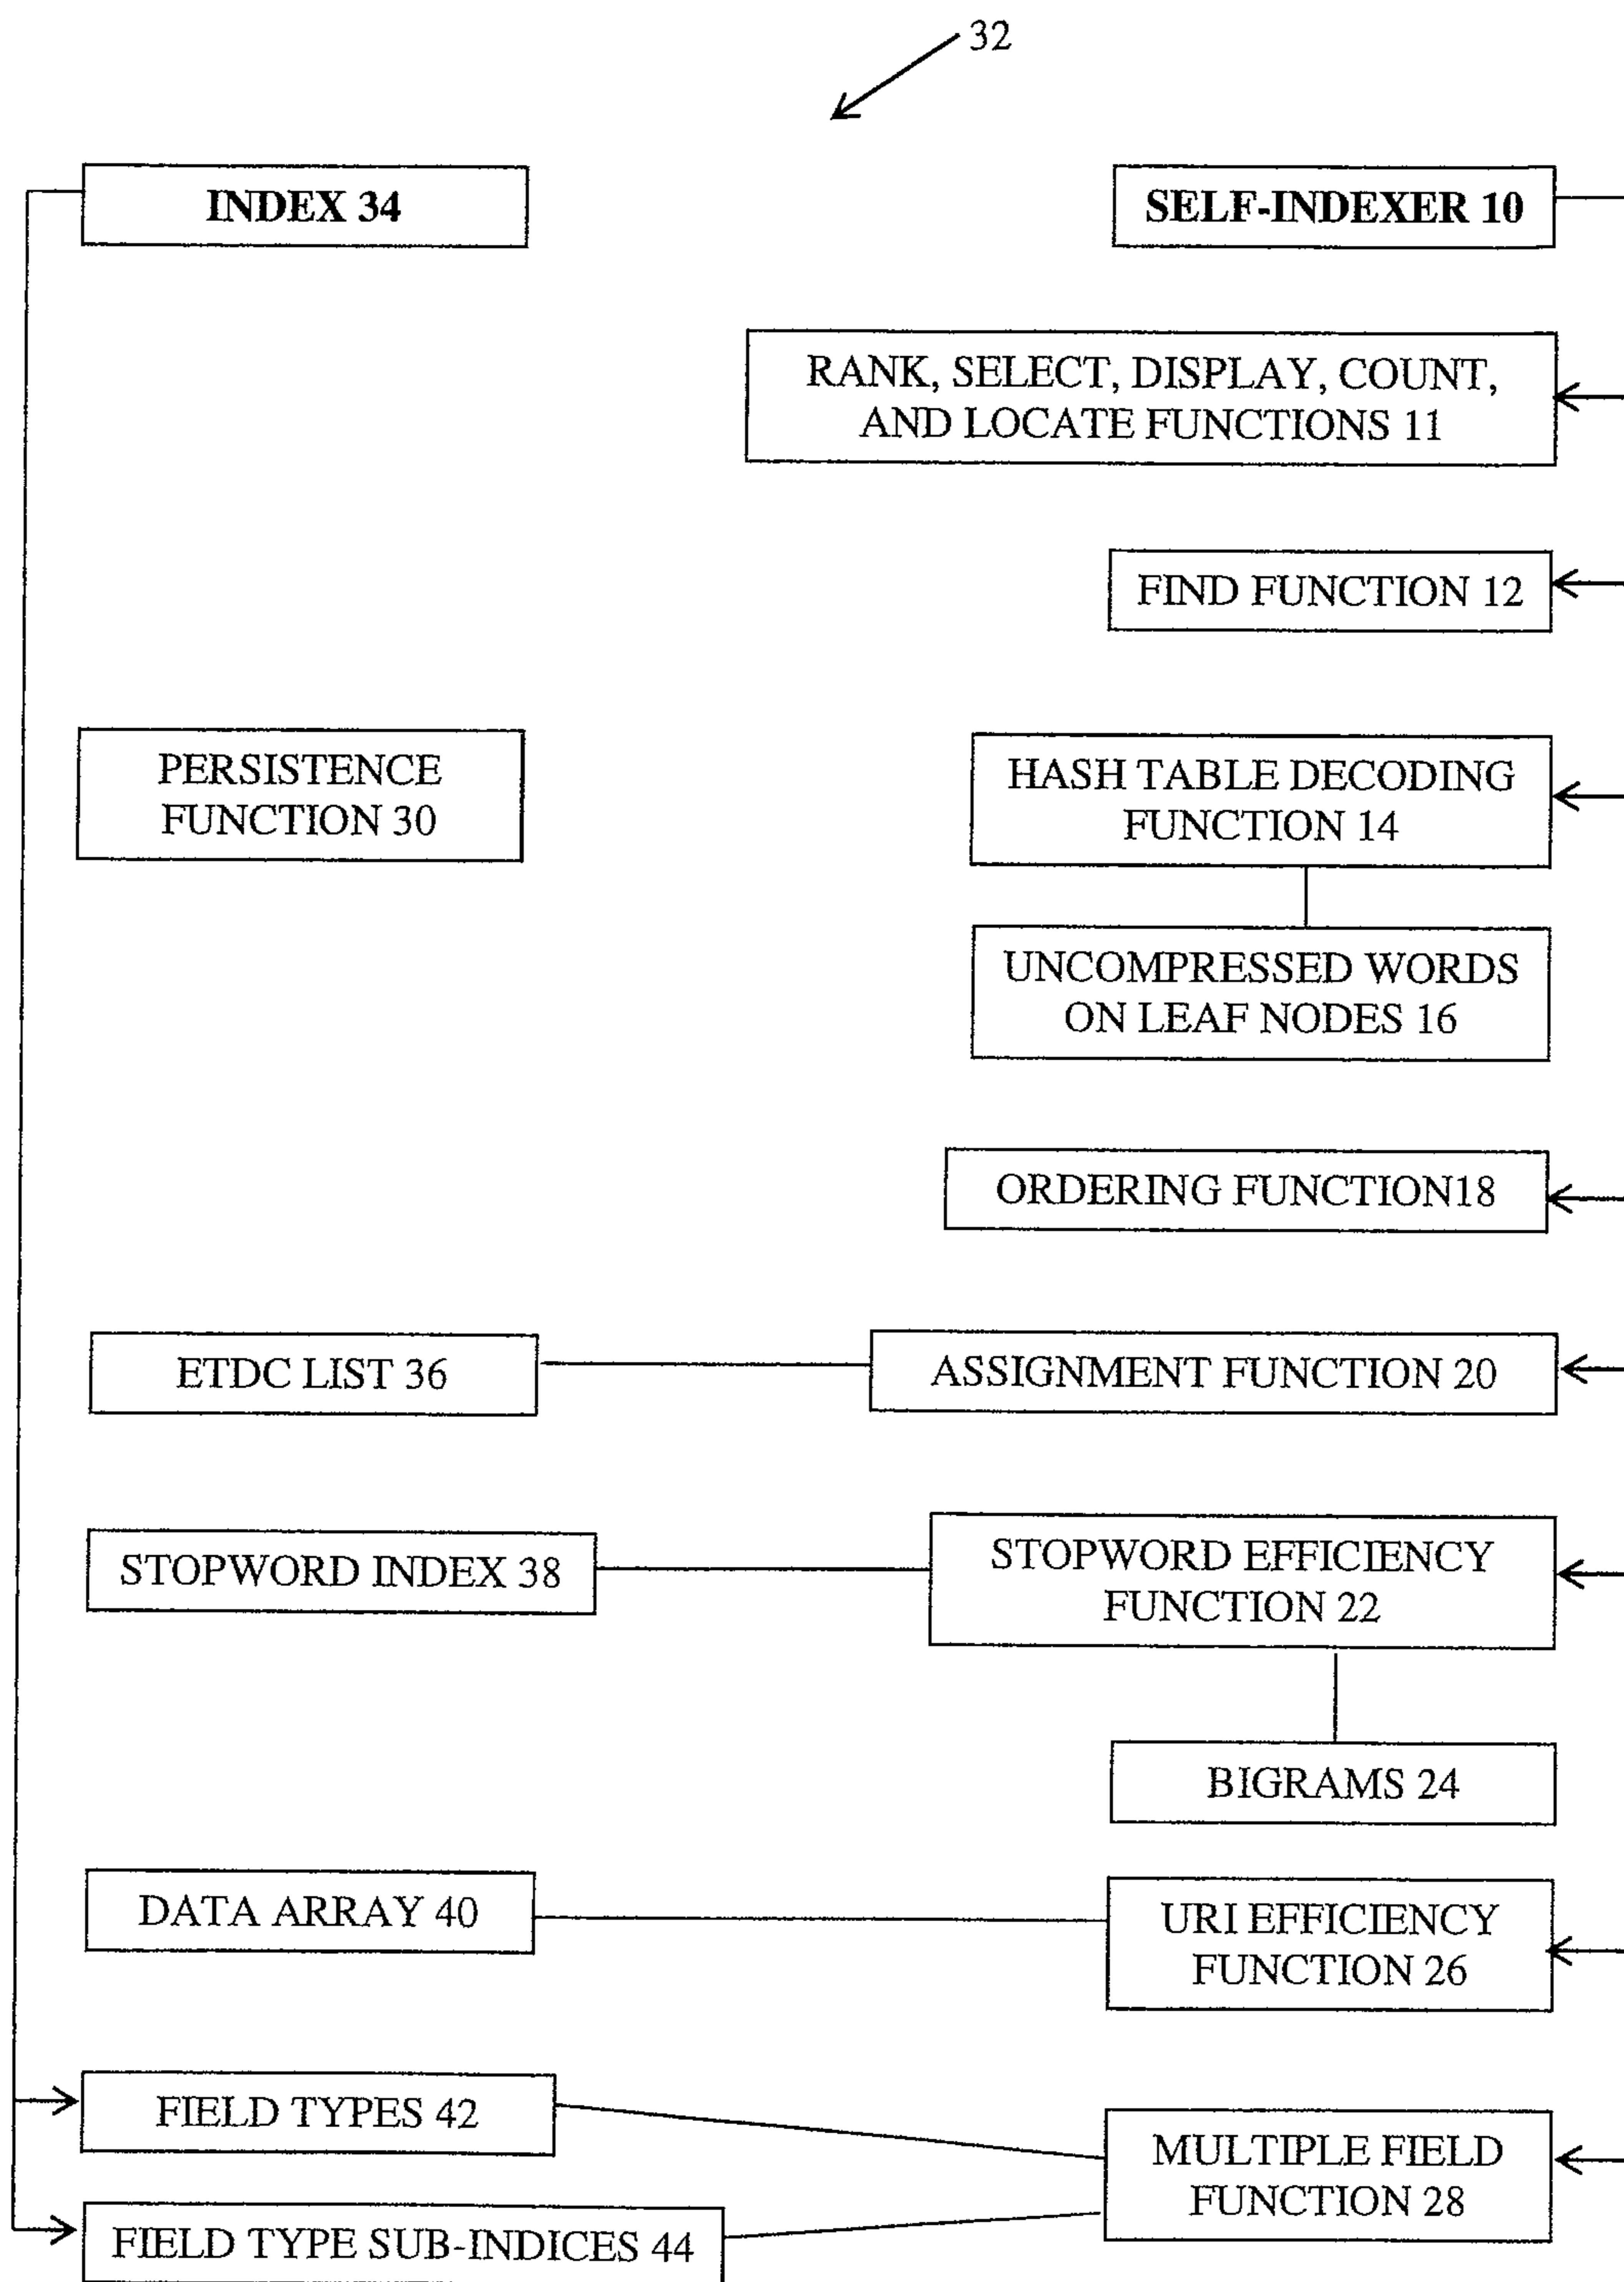 32
INDEX 34
SELF-INDEXER 10
RANK, SELECT, DISPLAY, COUNT,
AND LOCATE FUNCTIONS 11
FIND FUNCTION 12
PERSISTENCE
FUNCTION 30
HASH TABLE DECODING
FUNCTION 14
UNCOMPRESSED WORDS
ON LEAF NODES 16
ORDERING FUNCTION18
ETDC LIST 36
ASSIGNMENT FUNCTION 20
STOPWORD INDEX 38
STOPWORD EFFICIENCY
FUNCTION 22
BIGRAMS 24
DATA ARRAY 40
URI EFFICIENCY
FUNCTION 26
FIELD TYPES 42
MULTIPLE FIELD
FUNCTION 28
FIELD TYPE SUB-INDICES 44